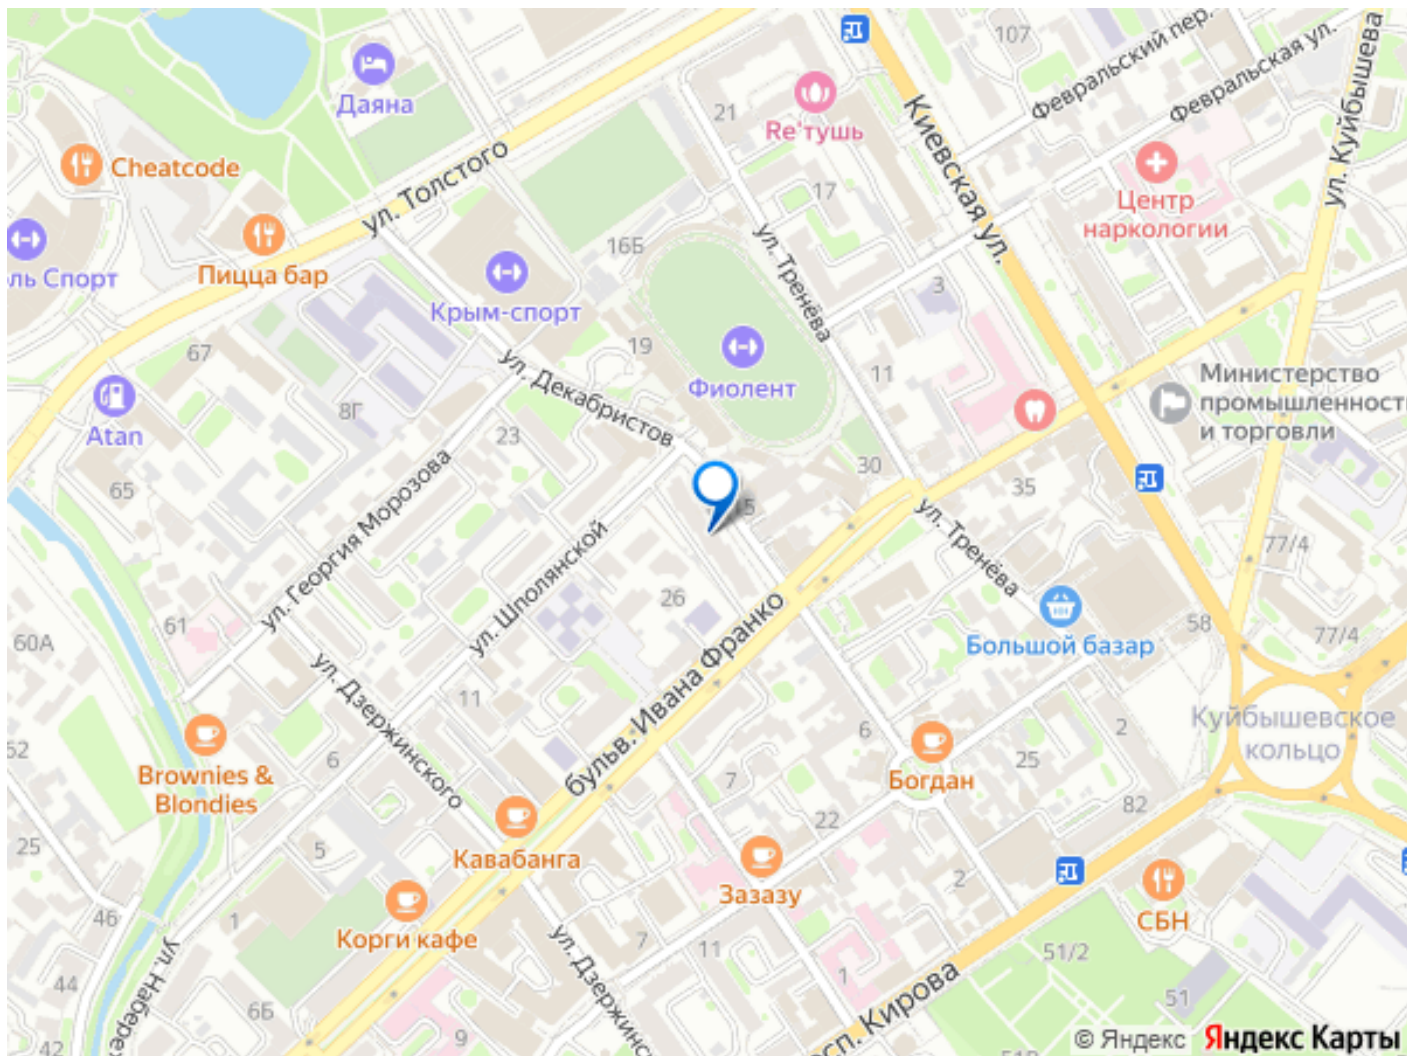 107
Февральский пер.
Февральская ул.
ул. Куйбышева
Даяна
21
Re'тушь
Киевская ул.
Cheatcode
ул. Толстого
17
Центр
наркологии
ль Спорт
Пицца бар
16Б
ул. Тренёва
3
Крым-спорт
67
19
ул. Декабристов
Фиолент
11
Министерство
промышленност
и торговли
Atan
8Г
23
65
ул. Георгия Морозова
30
35
15
ул. Шполянской
ул. Тренёва
77/4
26
Большой базар
58
77/4
60А
61
ул. Дзержинского
11
бульв. Ивана Франко
6
Куйбышевское
кольцо
2
52
Brownies &
Blondies
6
7
Богдан
25
82
22
25
5
Кавабанга
Зазазу
2
СБН
46
1
Корги кафе
7
11
51/2
ул. Дзержинс
1
осп. Кирова
51
44
ул. Набереж
6Б
42
9
51В
© Яндекс Яндекс Карты